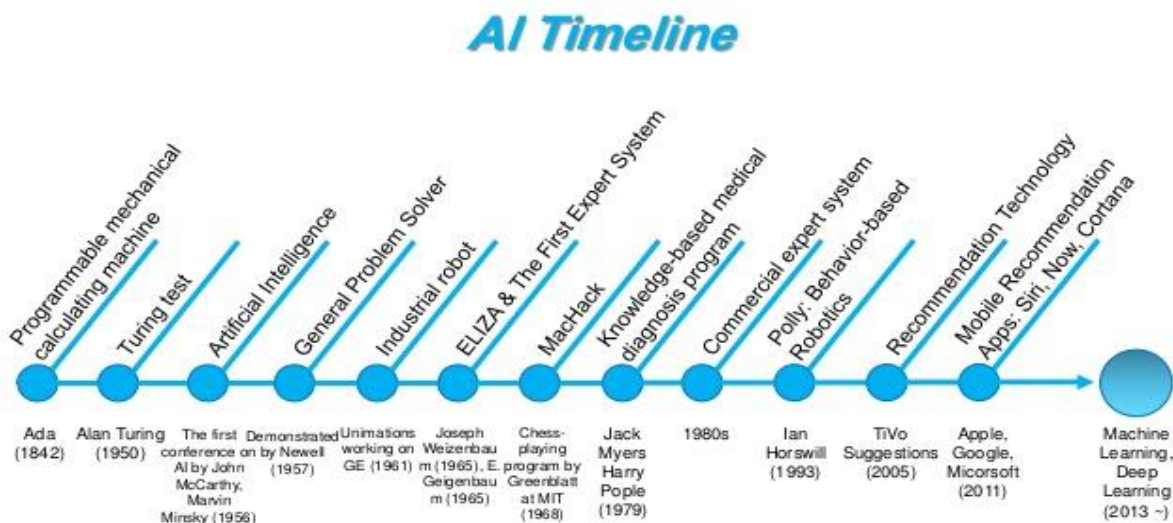 AI Timeline
Programmable mechanical
calculating machine
Turing test
Artificial Intelligence
General Problem Solver
Industrial robot
ELIZA & The First Expert System
MacHack
Knowledge-based medical
diagnosis program
Commercial expert system
Polly: Behavior-based
Robotics
Recommendation Technology
Mobile Recommendation
Apps: Siri, Now, Cortana
Ada
(1842)
Alan Turing
(1950)
The first
conference on
AI by John
McCarthy,
Marvin
Minsky (1956)
Demonstrated
by Newell
(1957)
Unimations
working on
GE (1961)
Joseph
Weizenbau
m (1965), E.
Geigenbau
m (1965)
Chess-
playing
program by
Greenblatt
at MIT
(1968)
Jack
Myers
Harry
Pople
(1979)
1980s
Ian
Horswill
(1993)
TiVo
Suggestions
(2005)
Apple,
Google,
Micorsoft
(2011)
Machine
Learning,
Deep
Learning
(2013 ~)